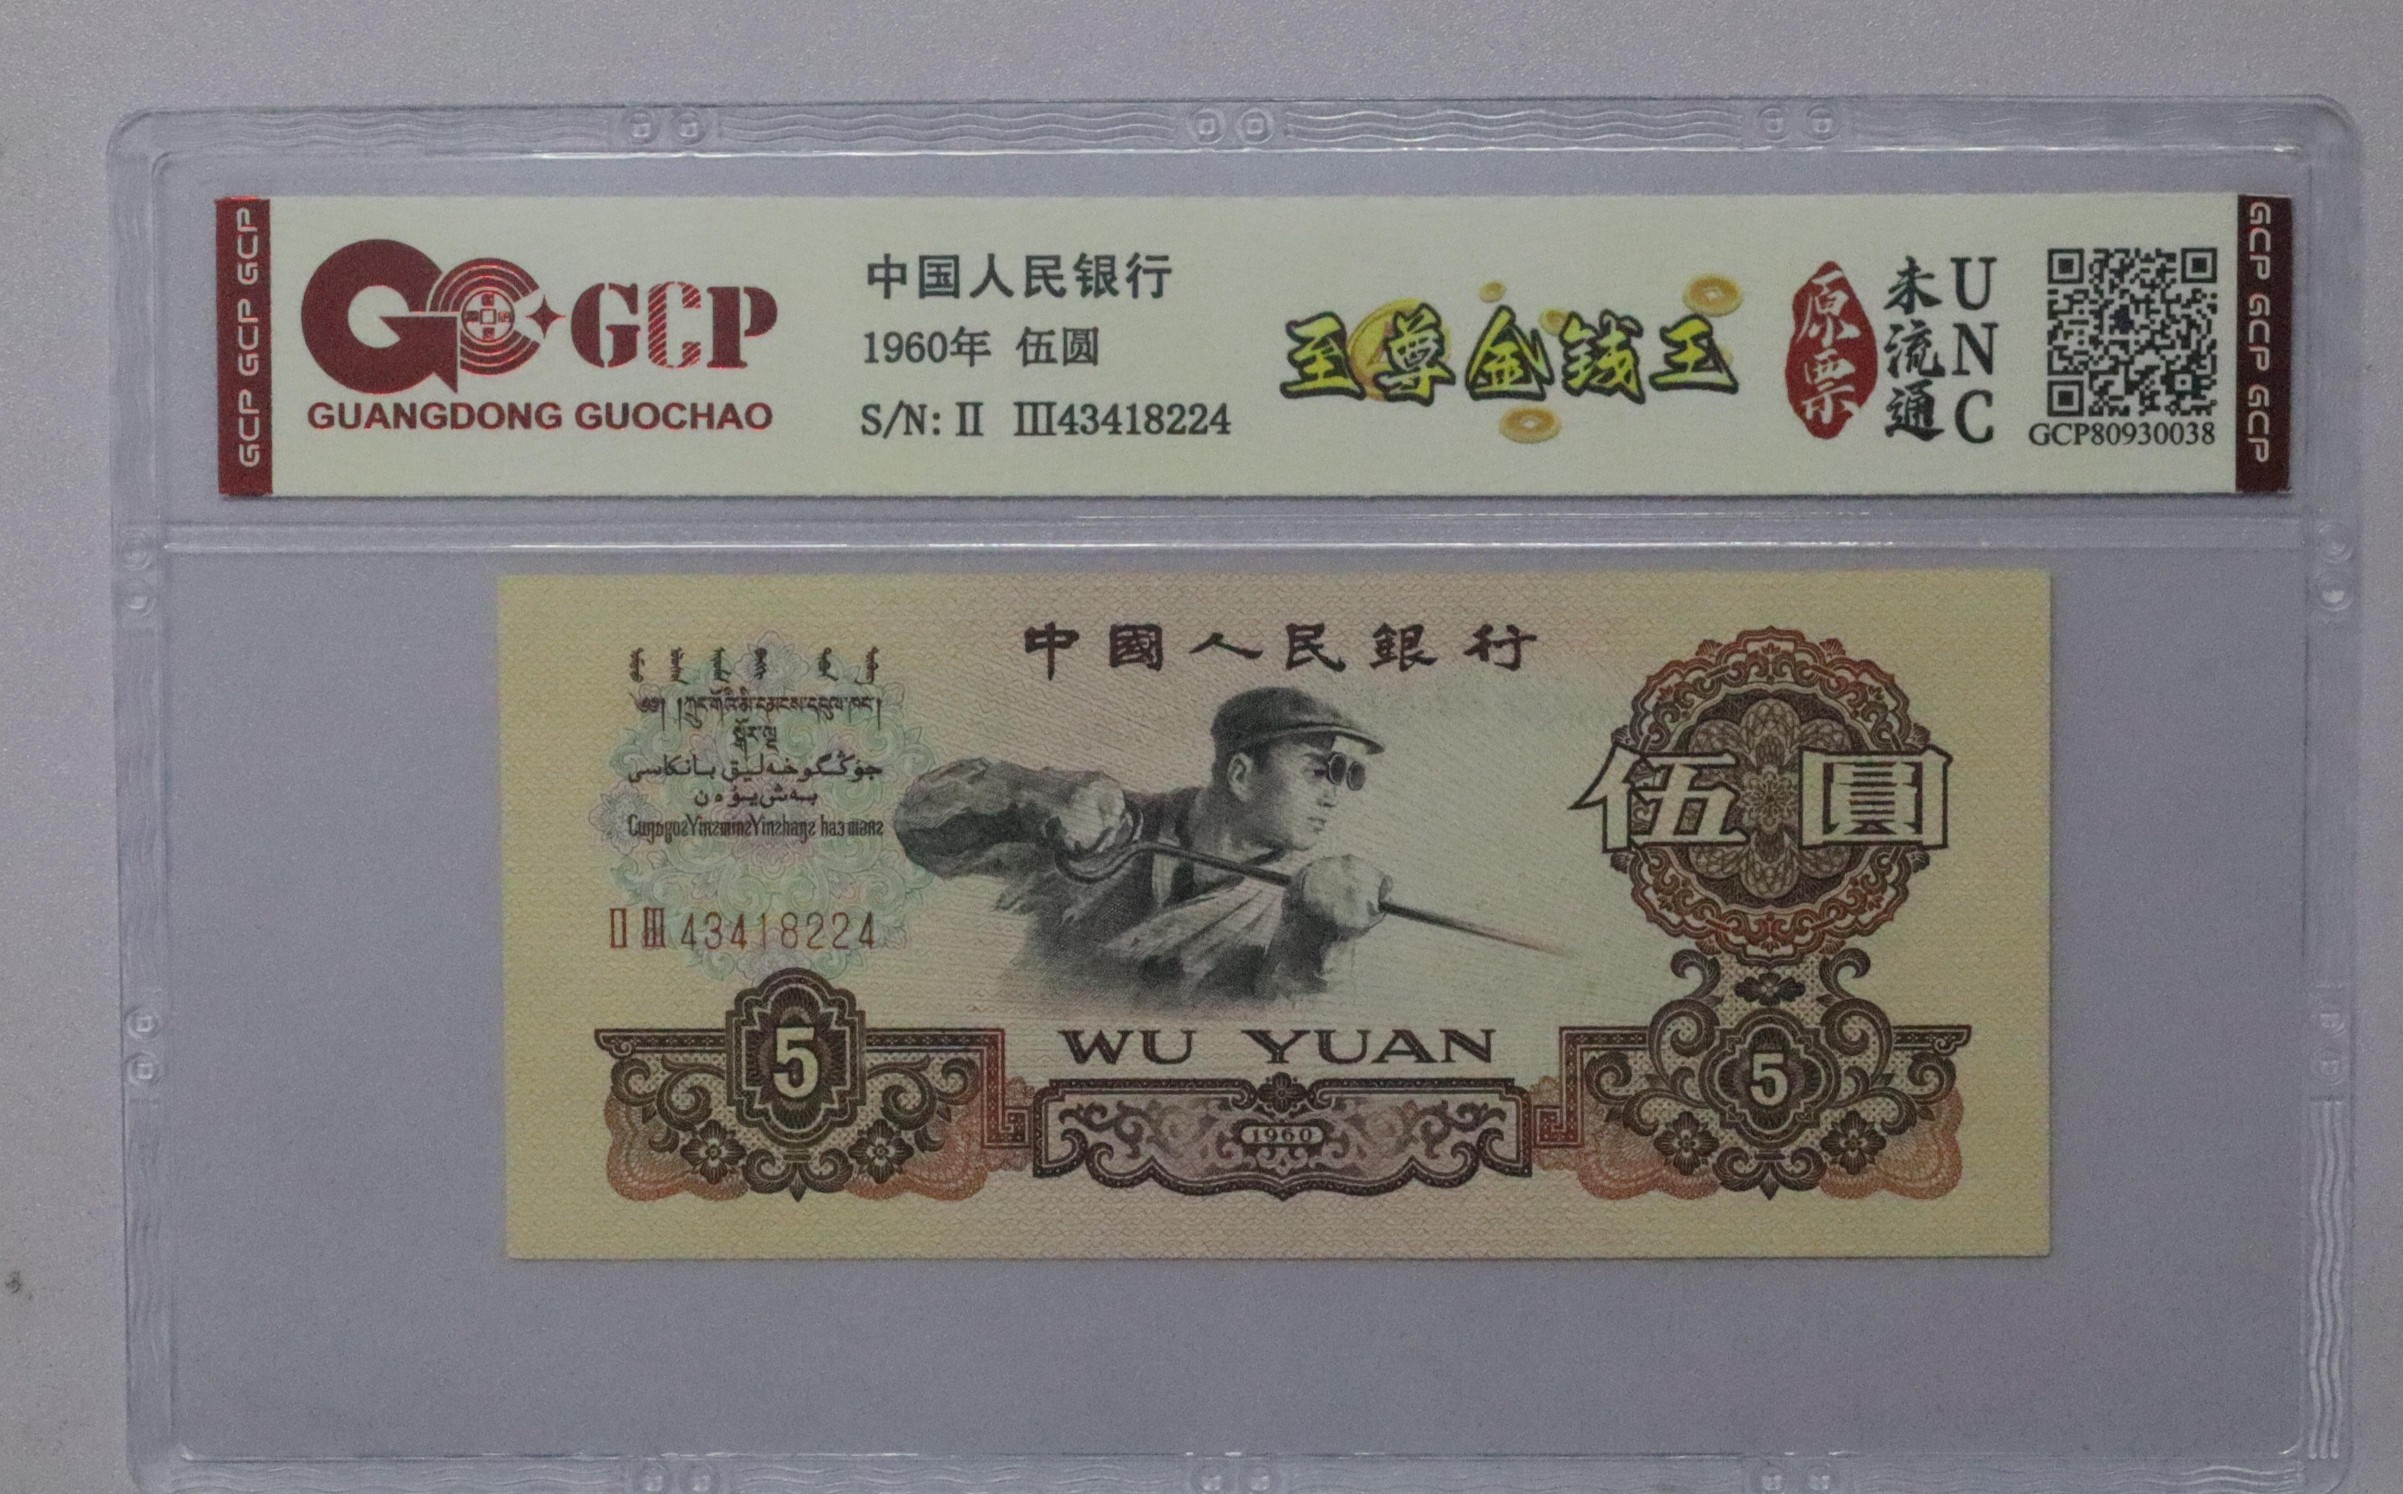 GCP GCP GCP
GCP
GUANGDONG GUOCHAO
中国人民银行
1960年 伍圆
S/N: II III43418224
至尊金钱王
原票
未流通
UNC
GCP80930038
GCP GCP GCP
中國人民銀行
伍圓
II III 43418224
5
WU YUAN
5
1960